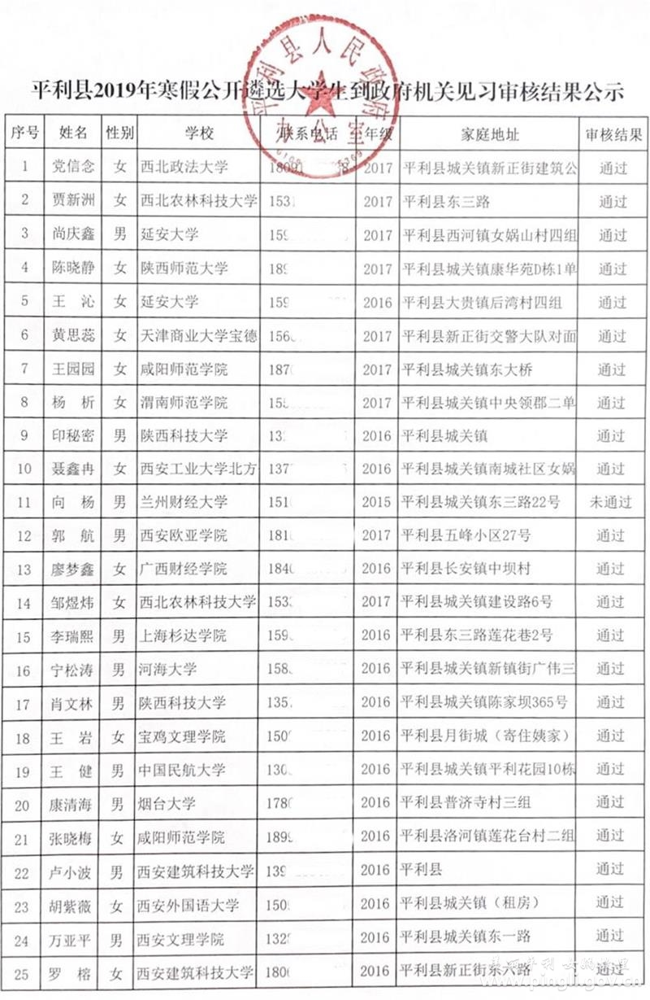 平利县2019年寒假公开遴选大学生到政府机关见习审核结果公示
平利县人民政府
办公室
序号 姓名 性别 学校 联系电话 年级 家庭地址 审核结果
1 党信念 女 西北政法大学 18091 8 2017 平利县城关镇新正街建筑公 通过
2 贾新洲 女 西北农林科技大学 153 2017 平利县东三路 通过
3 尚庆鑫 男 延安大学 159 2017 平利县西河镇女娲山村四组 通过
4 陈晓静 女 陕西师范大学 189 2017 平利县城关镇康华苑D栋1单 通过
5 王沁 女 延安大学 159 2016 平利县大贵镇后湾村四组 通过
6 黄思蕊 女 天津商业大学宝德 156 2017 平利县新正街交警大队对面 通过
7 王园园 女 咸阳师范学院 187 2017 平利县城关镇东大桥 通过
8 杨析 女 渭南师范学院 155 2017 平利县城关镇中央领郡二单 通过
9 印秘密 男 陕西科技大学 13 2016 平利县城关镇 通过
10 聂鑫冉 女 西安工业大学北方 137 2016 平利县城关镇南城社区女娲 通过
11 向杨 男 兰州财经大学 151 2015 平利县城关镇东三路22号 未通过
12 郭航 男 西安欧亚学院 181 2017 平利县五峰小区27号 通过
13 廖梦鑫 女 广西财经学院 184 2016 平利县长安镇中坝村 通过
14 邹煜炜 女 西北农林科技大学 153 2017 平利县城关镇建设路6号 通过
15 李瑞熙 男 上海杉达学院 159 2016 平利县东三路莲花巷2号 通过
16 宁松涛 男 河海大学 158 2016 平利县城关镇新镇街广伟三 通过
17 肖文林 男 陕西科技大学 135 2016 平利县城关镇陈家坝365号 通过
18 王岩 女 宝鸡文理学院 150 2016 平利县月街城（寄住姨家） 通过
19 王健 男 中国民航大学 130 2016 平利县城关镇平利花园10栋 通过
20 康清海 男 烟台大学 178 2016 平利县普济寺村三组 通过
21 张晓梅 女 咸阳师范学院 1899 2016 平利县洛河镇莲花台村二组 通过
22 卢小波 男 西安建筑科技大学 139 2016 平利县 通过
23 胡紫薇 女 西安外国语大学 150 2016 平利县城关镇（租房） 通过
24 万亚平 男 西安文理学院 132 2016 平利县城关镇东一路 通过
25 罗榕 女 西安建筑科技大学 180 2016 平利县新正街东六路 通过
www.pingli.gov.cn